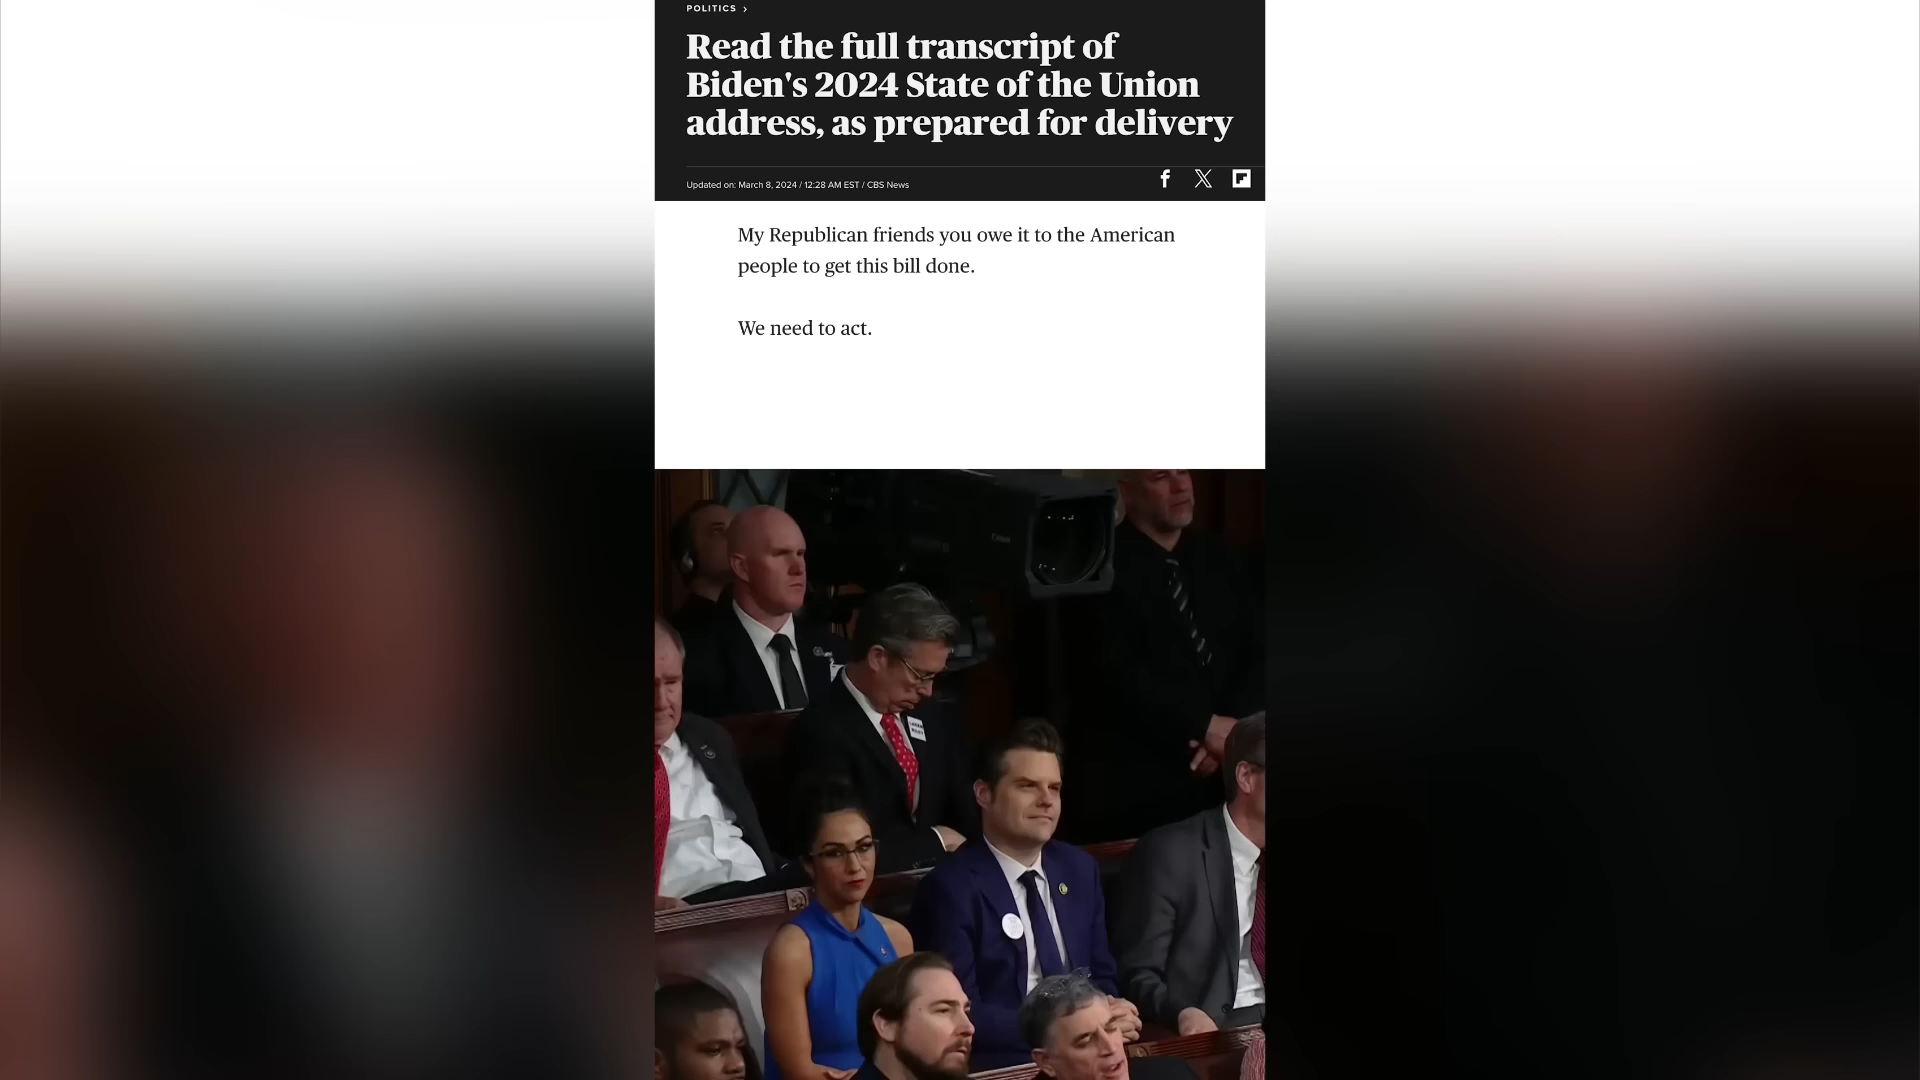 POLITICS ›
Read the full transcript of
Biden's 2024 State of the Union
address, as prepared for delivery
Updated on: March 8, 2024 / 12:28 AM EST / CBS News
My Republican friends you owe it to the American
people to get this bill done.
We need to act.